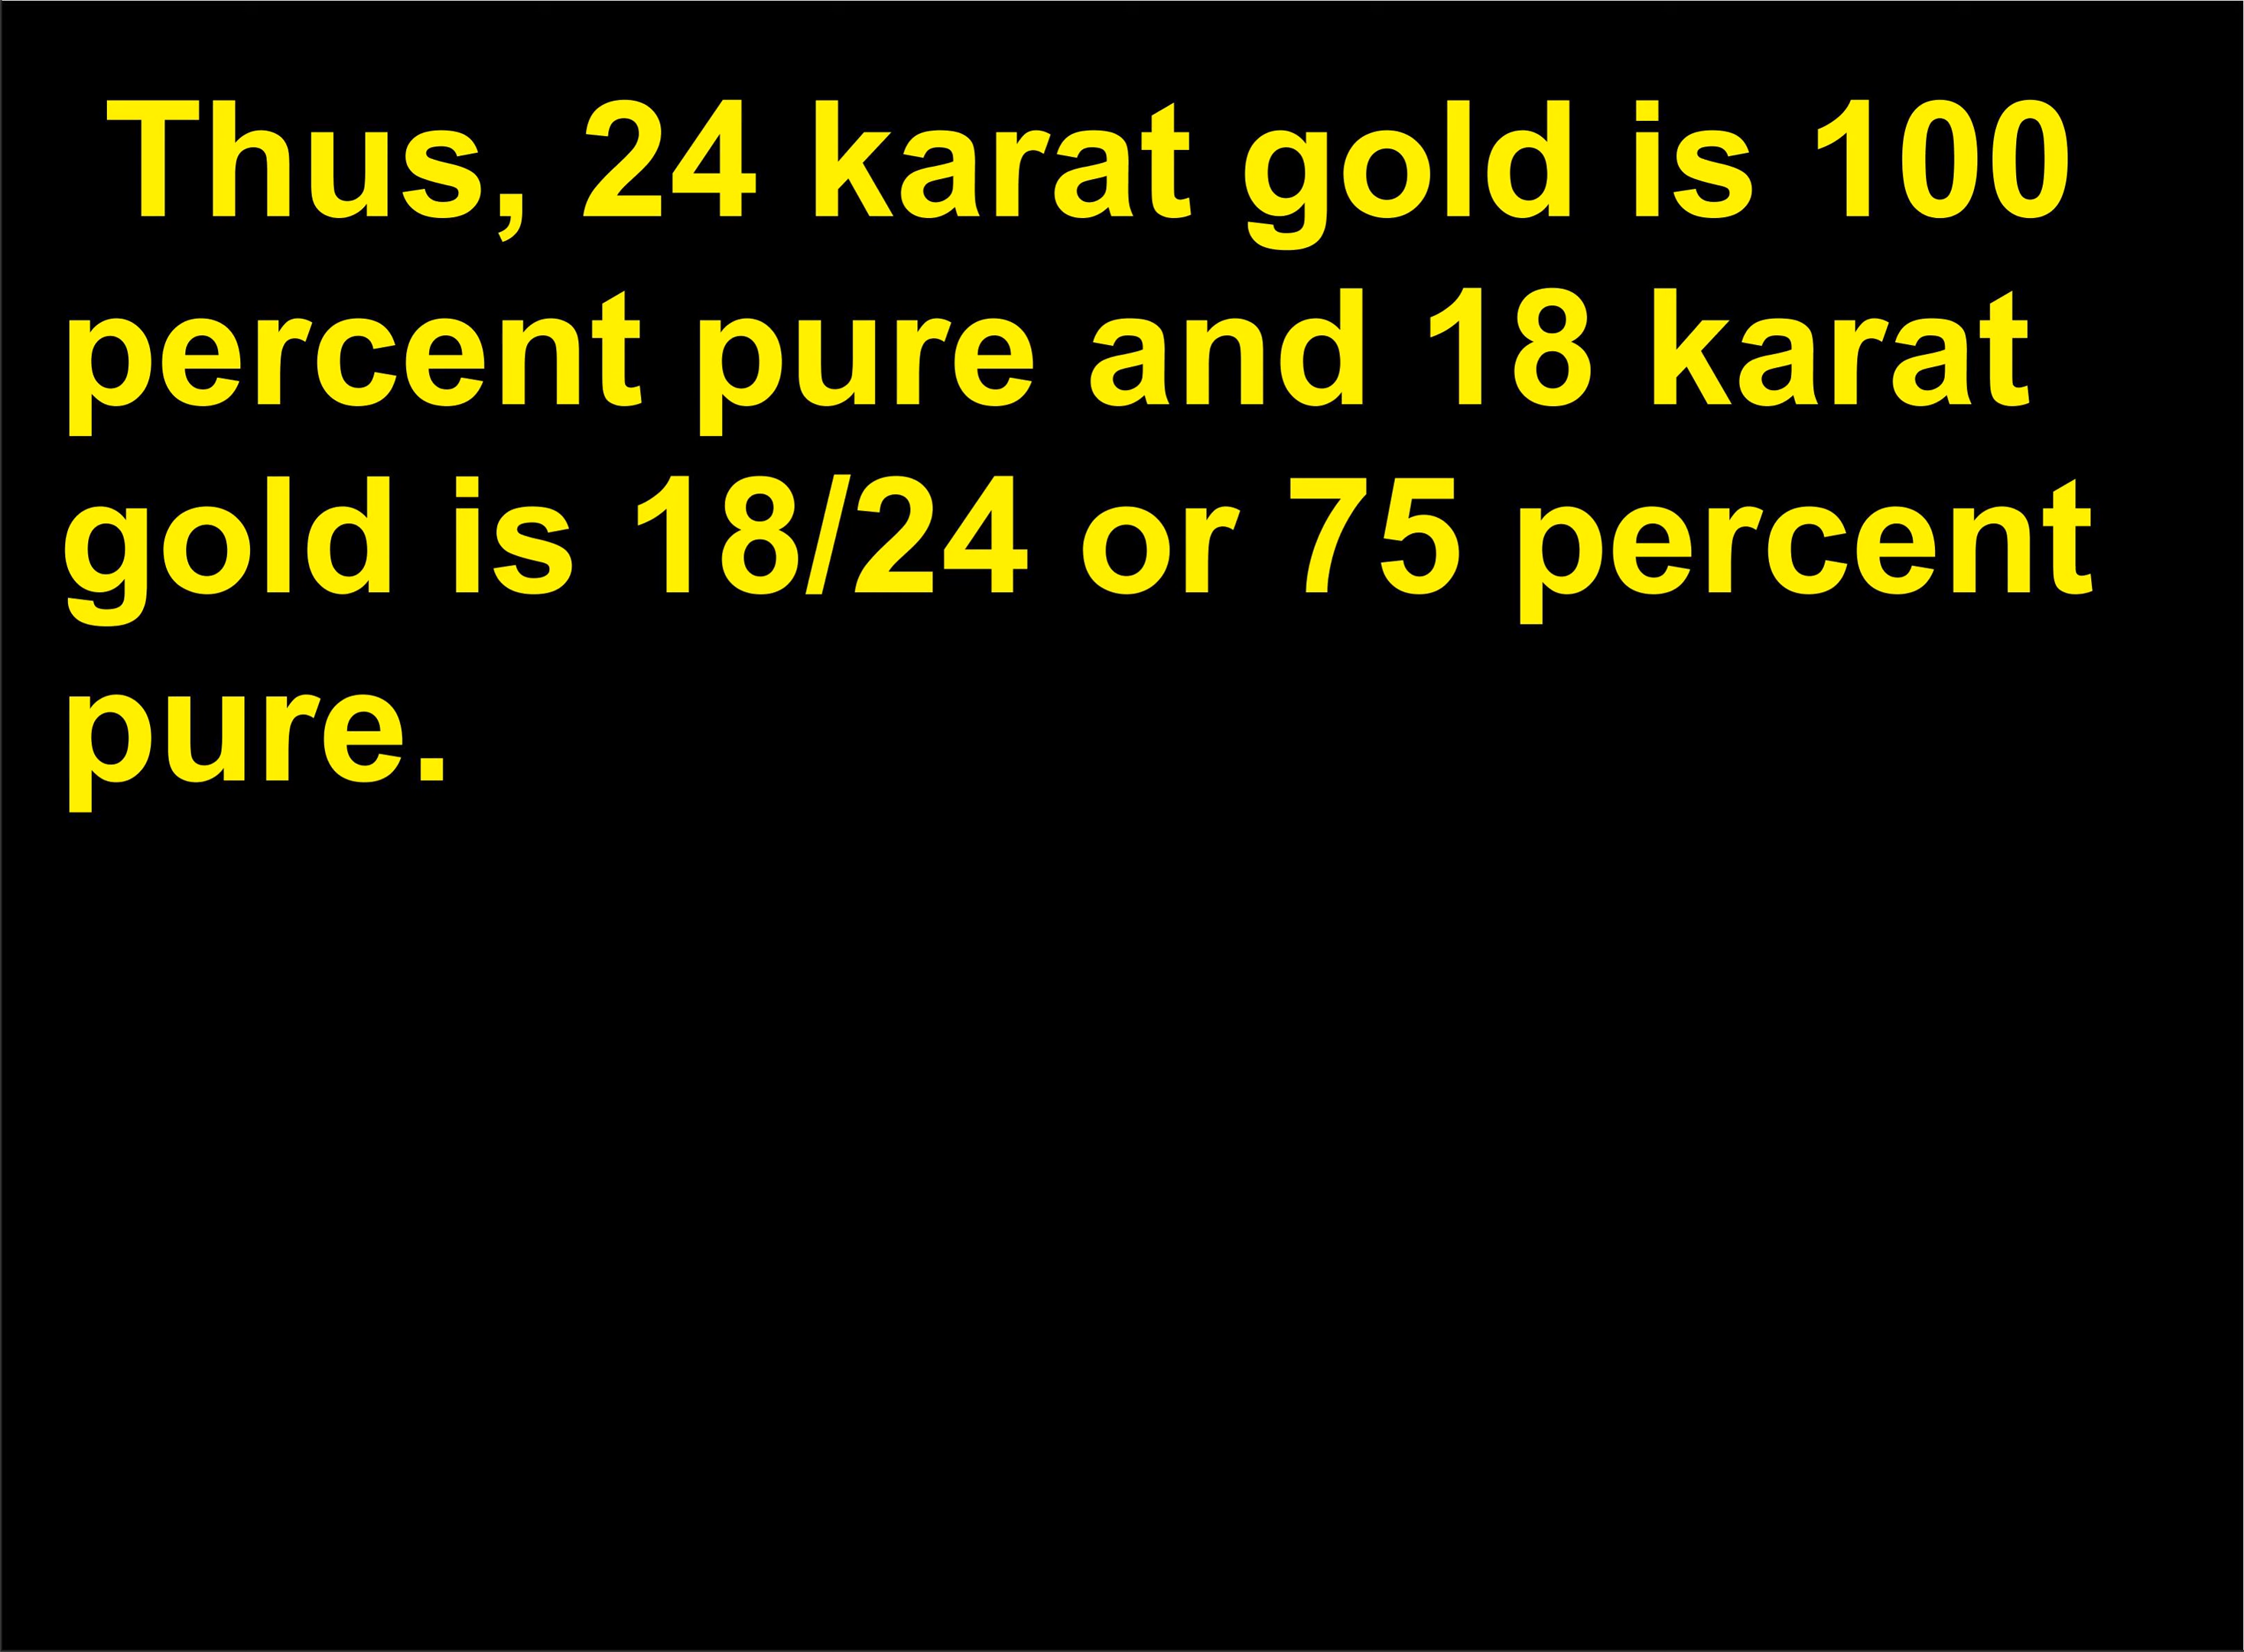 Thus, 24 karat gold is 100
percent pure and 18 karat
gold is 18/24 or 75 percent
pure.